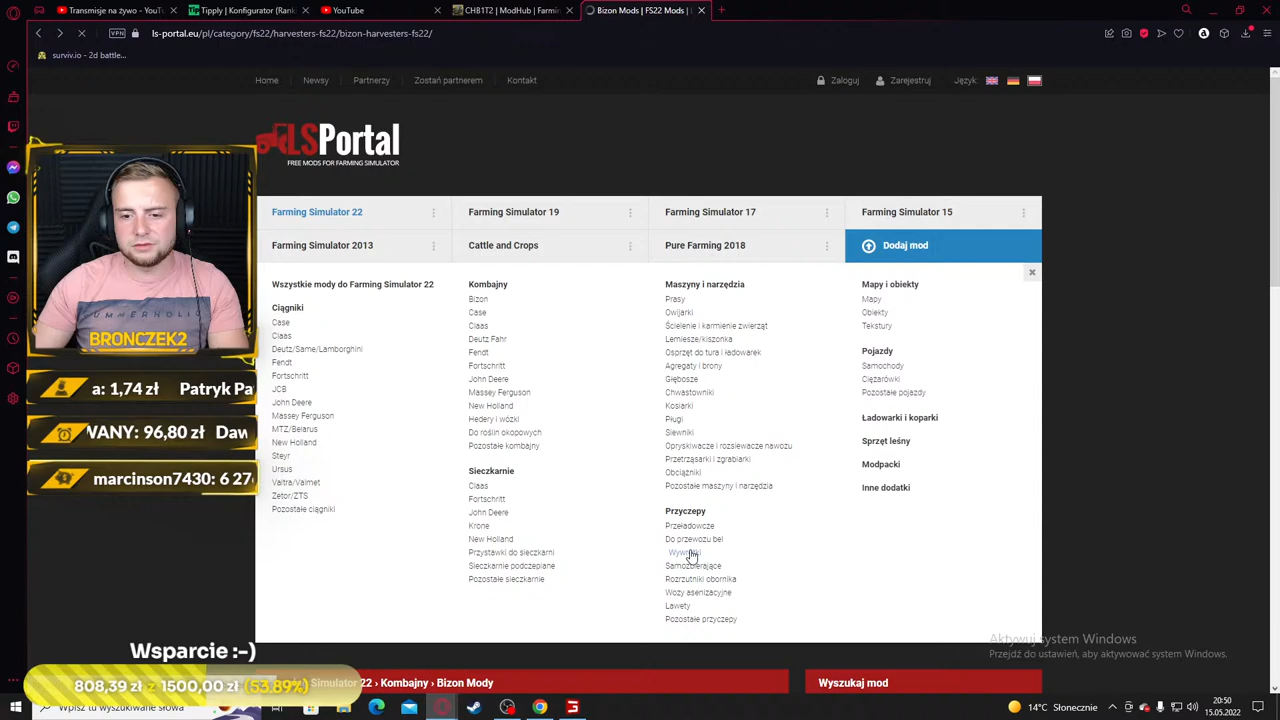 Transmisje na żywo - YouTu
Tipply | Konfigurator (Rank
YouTube
CHB1T2 | ModHub | Farmin
Bizon Mods | FS22 Mods |
VPN
ls-portal.eu/pl/category/fs22/harvesters-fs22/bizon-harvesters-fs22/
surviv.io - 2d battle...
Home
Newsy
Partnerzy
Zostań partnerem
Kontakt
Zaloguj
Zarejestruj
Język:
LSPortal
FREE MODS FOR FARMING SIMULATOR
Farming Simulator 22
Farming Simulator 19
Farming Simulator 17
Farming Simulator 15
Farming Simulator 2013
Cattle and Crops
Pure Farming 2018
Dodaj mod
Wszystkie mody do Farming Simulator 22
Ciągniki
Case
Claas
Deutz/Same/Lamborghini
Fendt
Fortschritt
JCB
John Deere
Massey Ferguson
MTZ/Belarus
New Holland
Steyr
Ursus
Valtra/Valmet
Zetor/ZTS
Pozostałe ciągniki
Kombajny
Bizon
Case
Claas
Deutz Fahr
Fendt
Fortschritt
John Deere
Massey Ferguson
New Holland
Hedery i wózki
Do roślin okopowych
Pozostałe kombajny
Sieczkarnie
Claas
Fortschritt
John Deere
Krone
New Holland
Przystawki do sieczkarni
Sieczkarnie podczepiane
Pozostałe sieczkarnie
Maszyny i narzędzia
Prasy
Owijarki
Ścielenie i karmienie zwierząt
Lemiesze/kiszonka
Osprzęt do tura i ładowarek
Agregaty i brony
Głębosze
Chwastowniki
Kosiarki
Pługi
Siewniki
Opryskiwacze i rozsiewacze nawozu
Przetrząsarki i zgrabiarki
Obciążniki
Pozostałe maszyny i narzędzia
Przyczepy
Przeładowcze
Do przewozu bel
Wywrotki
Samozbierające
Rozrzutniki obornika
Wozy asenizacyjne
Lawety
Pozostałe przyczepy
Mapy i obiekty
Mapy
Obiekty
Tekstury
Pojazdy
Samochody
Ciężarówki
Pozostałe pojazdy
Ładowarki i koparki
Sprzęt leśny
Modpacki
Inne dodatki
BRONCZEK2
a: 1,74 zł Patryk Pa
WANY: 96,80 zł Daw
marcinson7430: 6 27
Wsparcie :-)
808,39 zł z 1500,00 zł (53.89%)
Simulator 22 › Kombajny › Bizon Mody
Wyszukaj mod
Aktywuj system Windows
Przejdź do ustawień, aby aktywować system Windows.
Wpisz tu wyszukiwane słowa
14°C Słonecznie
20:50
15.05.2022